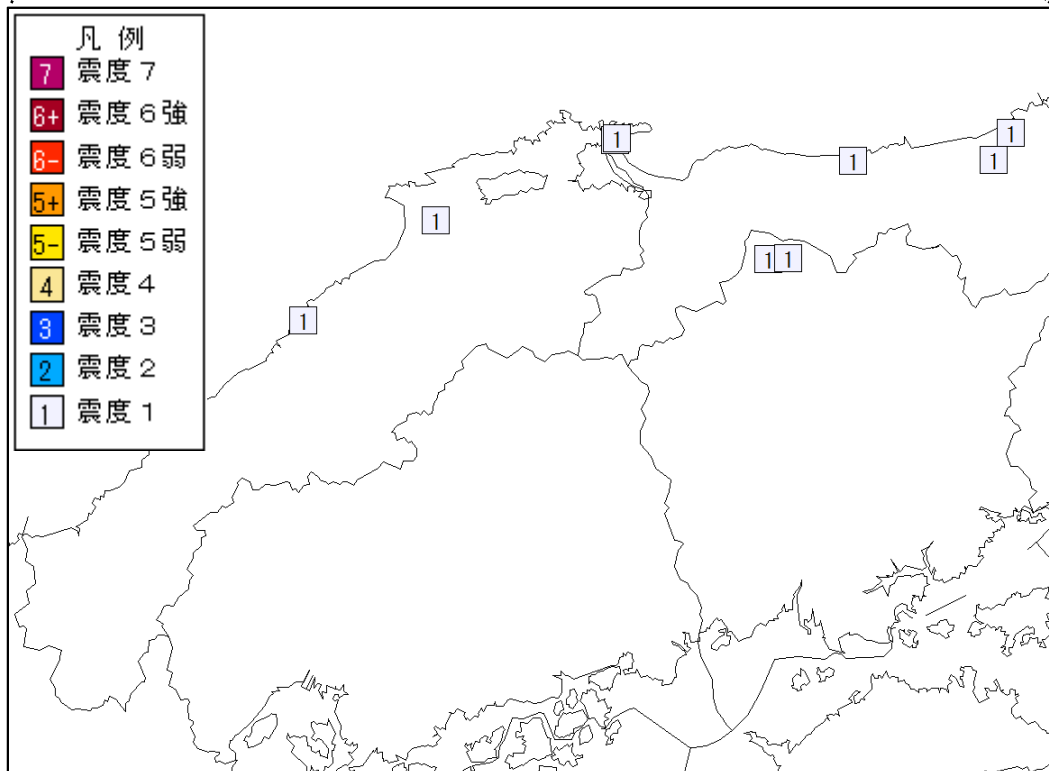 凡 例
7 震度７
6+ 震度６強
6- 震度６弱
5+ 震度５強
5- 震度５弱
4 震度４
3 震度３
2 震度２
1 震度１
1
1
1
1
1
1 1
1